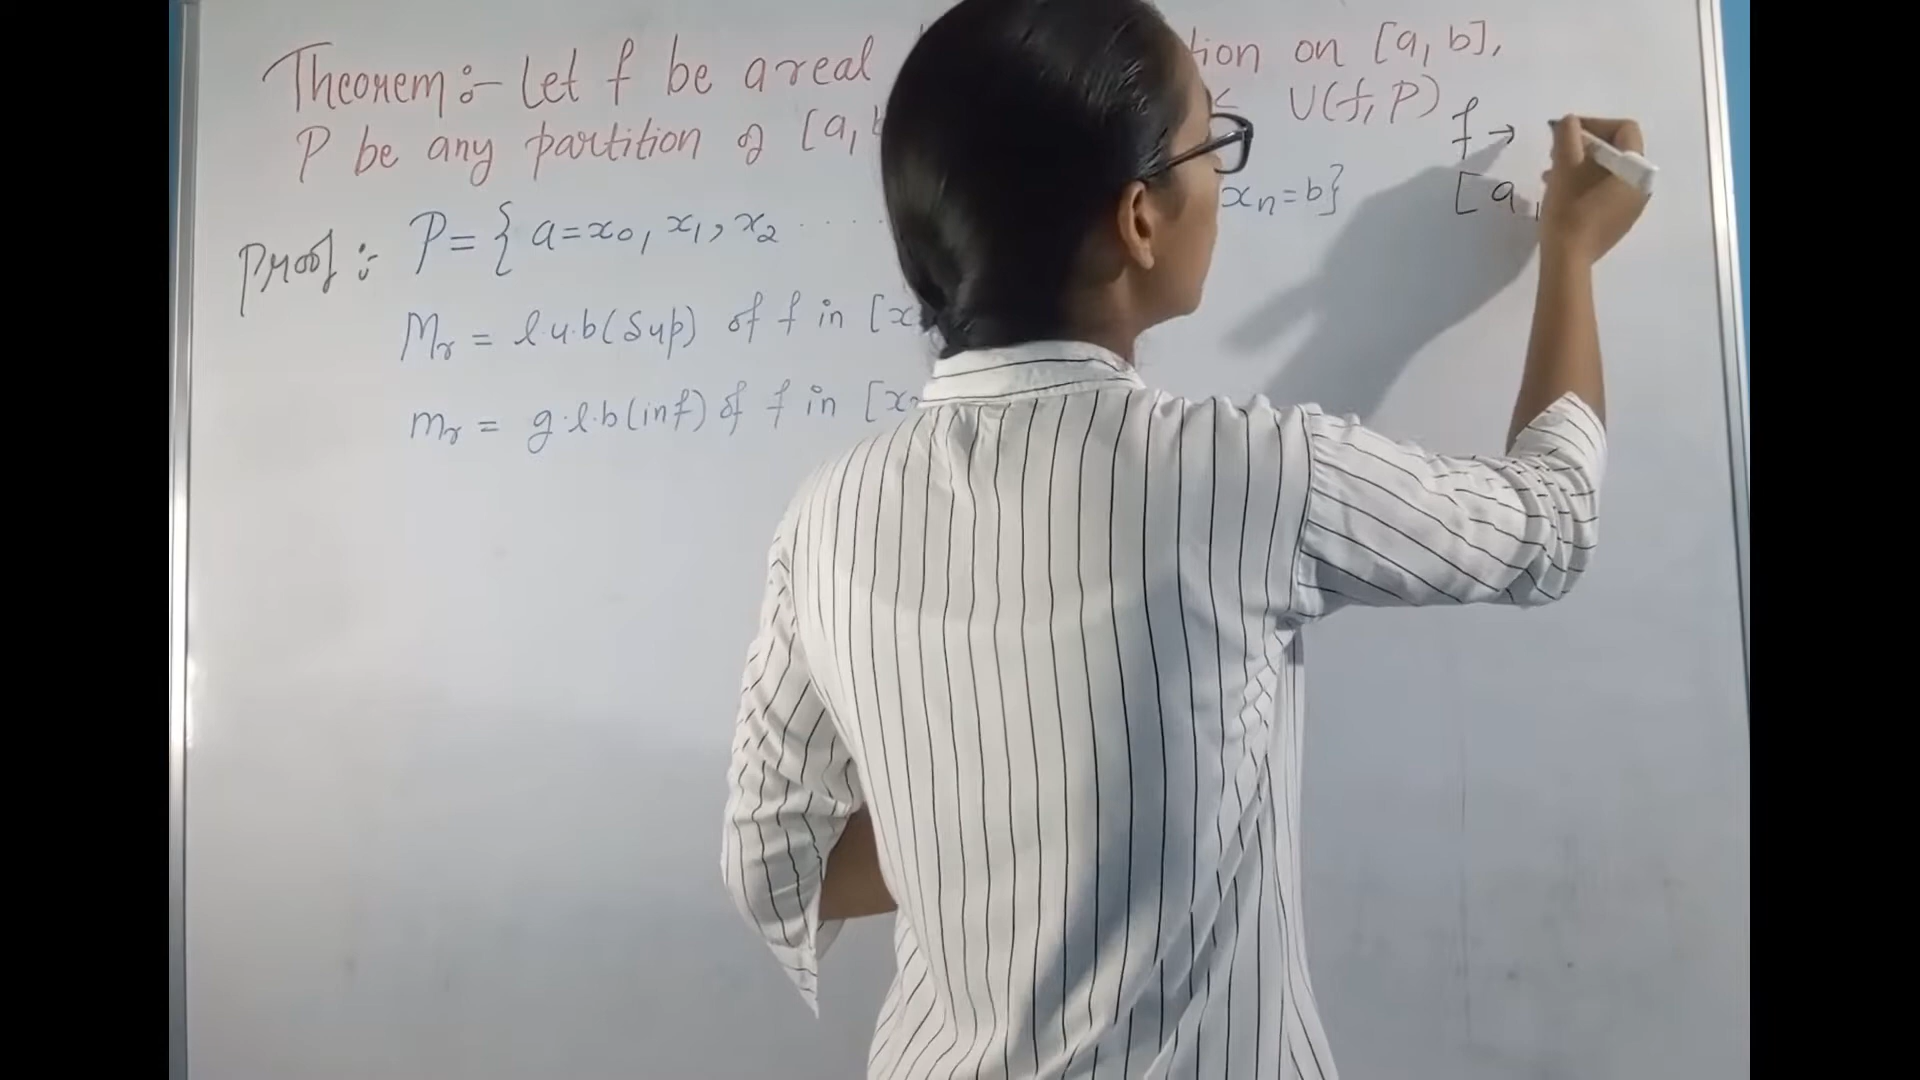 Theorem:- Let f be a real tion on [a, b],
P be any partition of [a, < U(f, P)
f →
[a,
Proof:- P = { a = x₀, x₁, x₂ ..... xₙ = b}
Mᵣ = l.u.b (Sup) of f in [x
mᵣ = g.l.b (inf) of f in [x